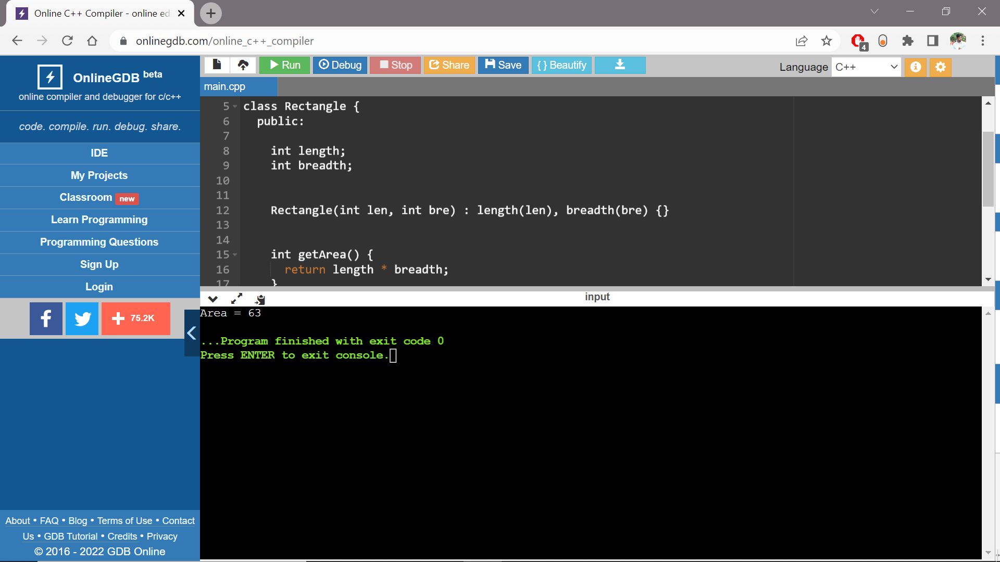 Online C++ Compiler - online ed
onlinegdb.com/online_c++_compiler
4
OnlineGDB beta
online compiler and debugger for c/c++
code. compile. run. debug. share.
IDE
My Projects
Classroom new
Learn Programming
Programming Questions
Sign Up
Login
f
75.2K
About • FAQ • Blog • Terms of Use • Contact
Us • GDB Tutorial • Credits • Privacy
© 2016 - 2022 GDB Online
Run Debug Stop Share Save { } Beautify
Language C++
main.cpp
5 class Rectangle {
6 public:
7
8 int length;
9 int breadth;
10
11
12 Rectangle(int len, int bre) : length(len), breadth(bre) {}
13
14
15 int getArea() {
16 return length * breadth;
17 }
input
Area = 63
...Program finished with exit code 0
Press ENTER to exit console.